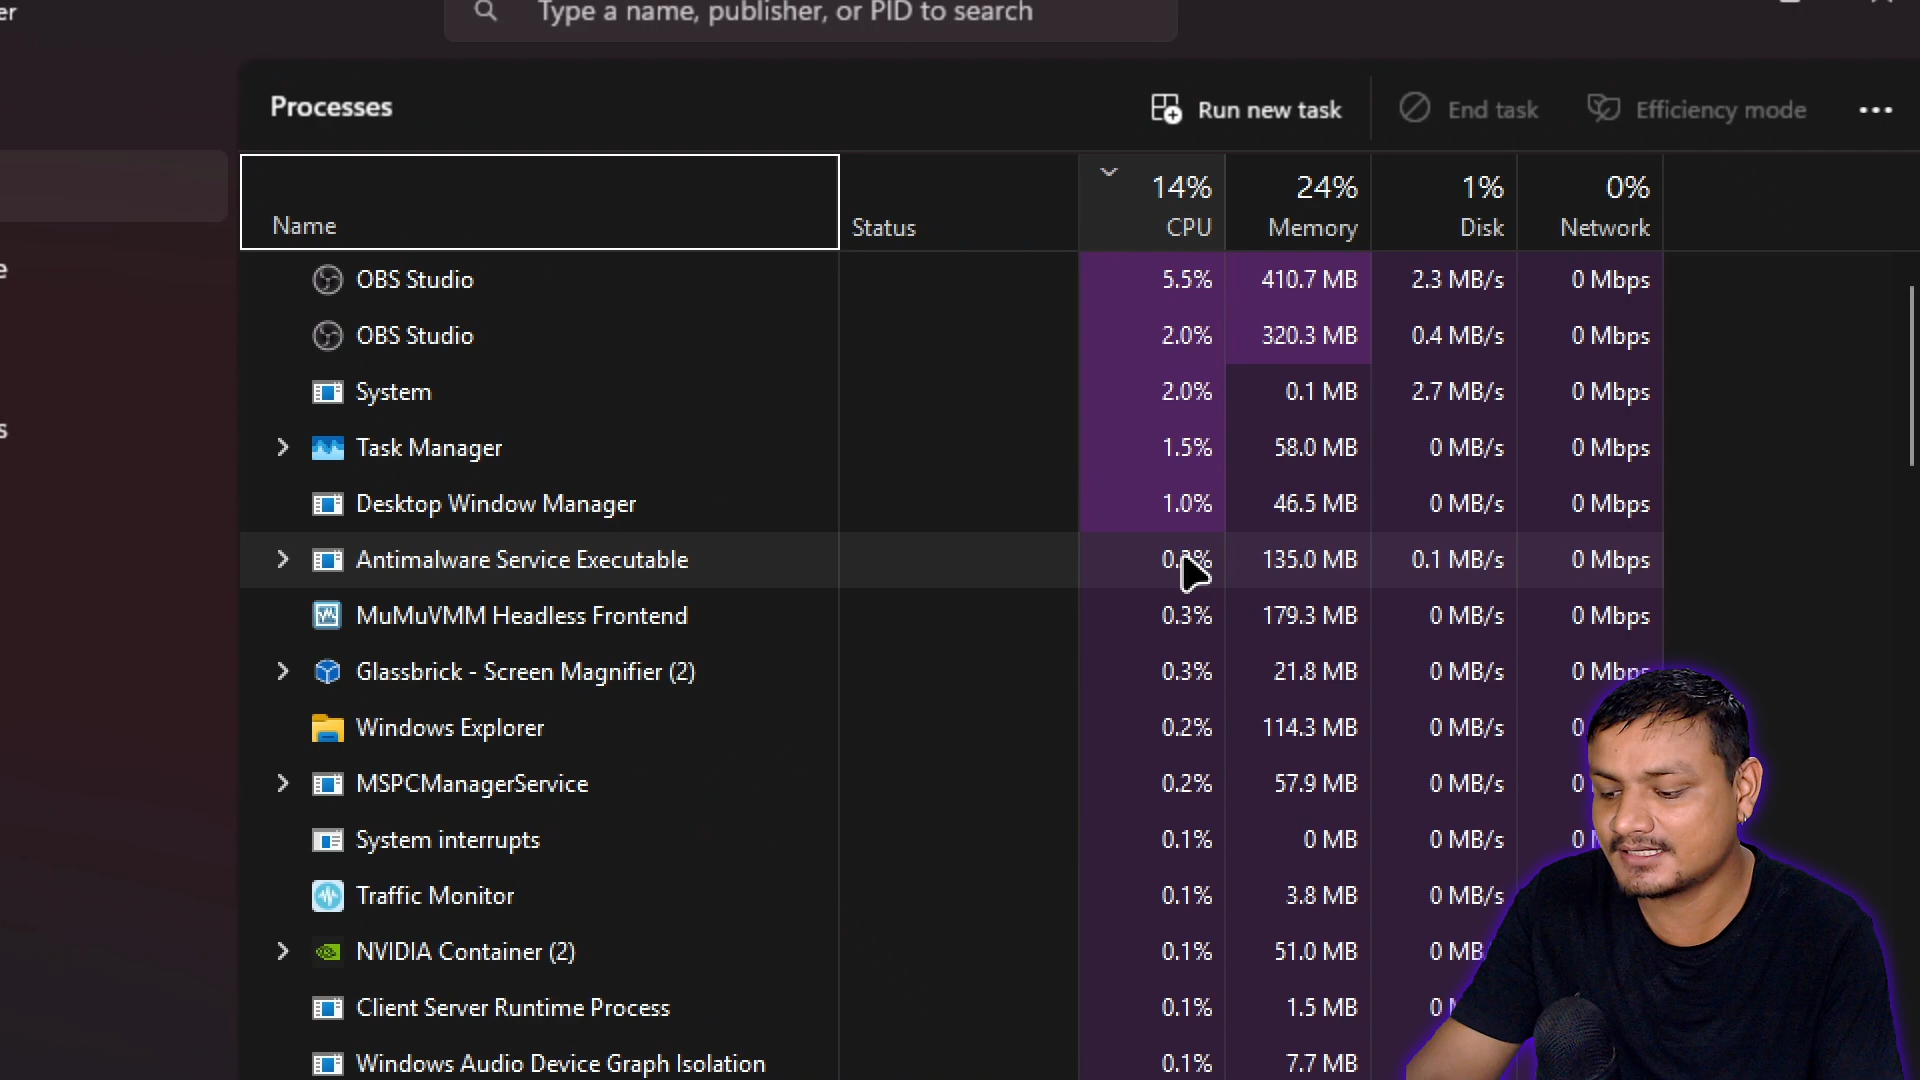 er
Type a name, publisher, or PID to search
Processes
Run new task
End task
Efficiency mode
Name
Status
14%
CPU
24%
Memory
1%
Disk
0%
Network
OBS Studio 5.5% 410.7 MB 2.3 MB/s 0 Mbps
OBS Studio 2.0% 320.3 MB 0.4 MB/s 0 Mbps
System 2.0% 0.1 MB 2.7 MB/s 0 Mbps
Task Manager 1.5% 58.0 MB 0 MB/s 0 Mbps
Desktop Window Manager 1.0% 46.5 MB 0 MB/s 0 Mbps
Antimalware Service Executable 135.0 MB 0.1 MB/s 0 Mbps
MuMuVMM Headless Frontend 0.3% 179.3 MB 0 MB/s 0 Mbps
Glassbrick - Screen Magnifier (2) 0.3% 21.8 MB 0 MB/s 0 Mbps
Windows Explorer 0.2% 114.3 MB 0 MB/s 0
MSPCManagerService 0.2% 57.9 MB 0 MB/s 0
System interrupts 0.1% 0 MB 0 MB/s 0
Traffic Monitor 0.1% 3.8 MB 0 MB/s
NVIDIA Container (2) 0.1% 51.0 MB 0 MB
Client Server Runtime Process 0.1% 1.5 MB 0
Windows Audio Device Graph Isolation 0.1% 7.7 MB